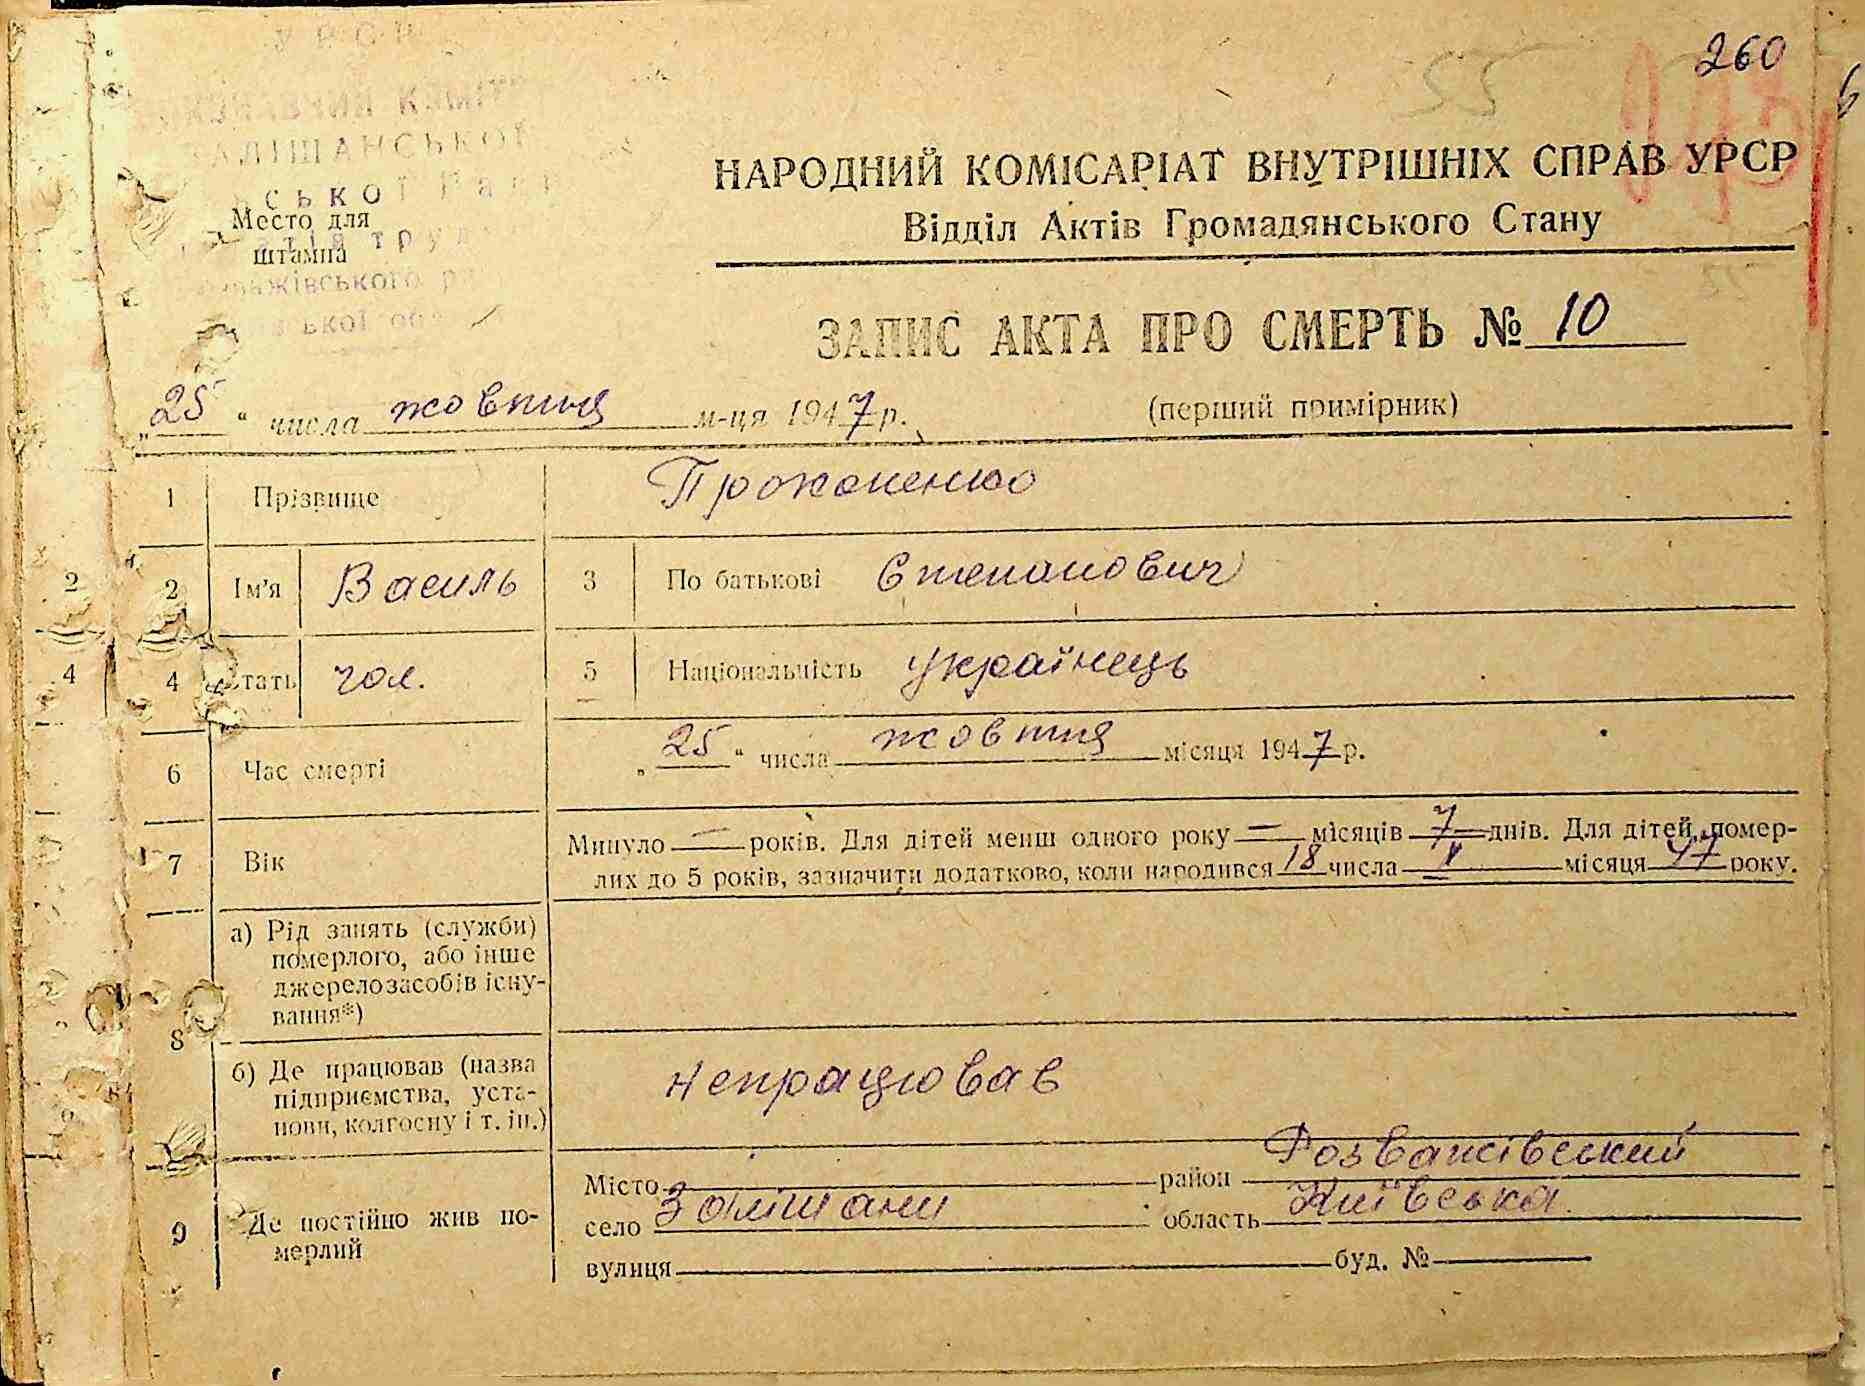 260
55
НАРОДНИЙ КОМІСАРІАТ ВНУТРІШНІХ СПРАВ УРСР
Відділ Актів Громадянського Стану
Место для
штампа
ЗАПИС АКТА ПРО СМЕРТЬ № 10
„25“ числа жовтня м-ця 1947 р.
(перший примірник)
1 Прізвище
2 2 Ім'я Василь 3 По батькові Степанович
4 4 Стать чол. 5 Національність Українець
6 Час смерті „25“ числа жовтня місяця 1947 р.
7 Вік Минуло — років. Для дітей менш одного року — місяців 7 днів. Для дітей, помер-
лих до 5 років, зазначити додатково, коли народився 18 числа X місяця 47 року.
а) Рід занять (служби)
померлого, або інше
джерело засобів існу-
вання*)
8
б) Де працював (назва
підприємства, уста-
нови, колгоспу і т. ін.)
непрацював
9 Де постійно жив по-
мерлий
Місто район Розважівський
село Залішани область Київська
вулиця буд. №